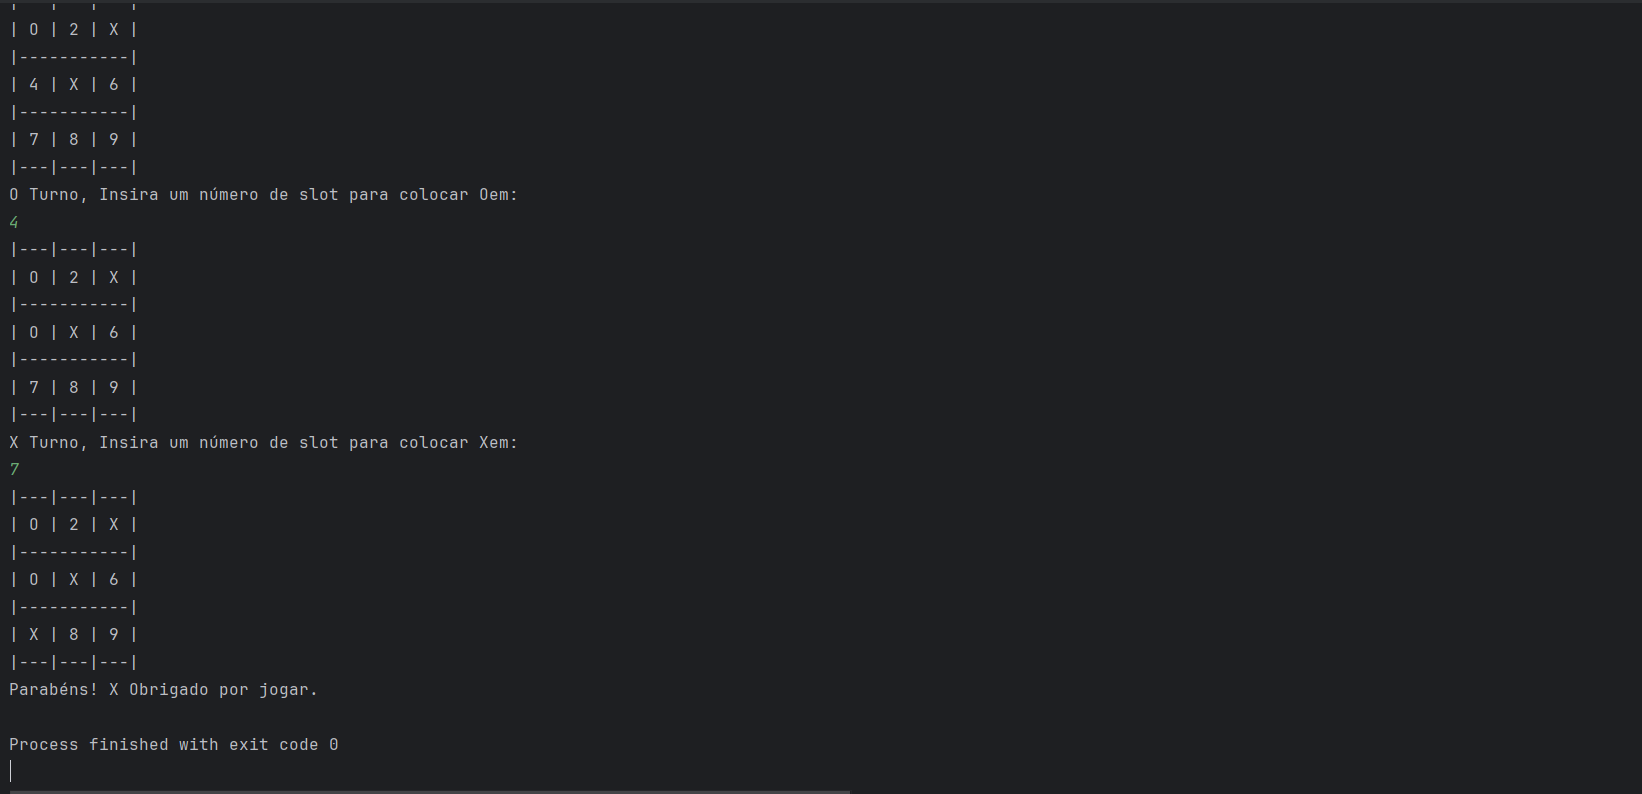 | O | 2 | X |
|-----------|
| 4 | X | 6 |
|-----------|
| 7 | 8 | 9 |
|---|---|---|
O Turno, Insira um número de slot para colocar Oem:
4
|---|---|---|
| O | 2 | X |
|-----------|
| O | X | 6 |
|-----------|
| 7 | 8 | 9 |
|---|---|---|
X Turno, Insira um número de slot para colocar Xem:
7
|---|---|---|
| O | 2 | X |
|-----------|
| O | X | 6 |
|-----------|
| X | 8 | 9 |
|---|---|---|
Parabéns! X Obrigado por jogar.
Process finished with exit code 0